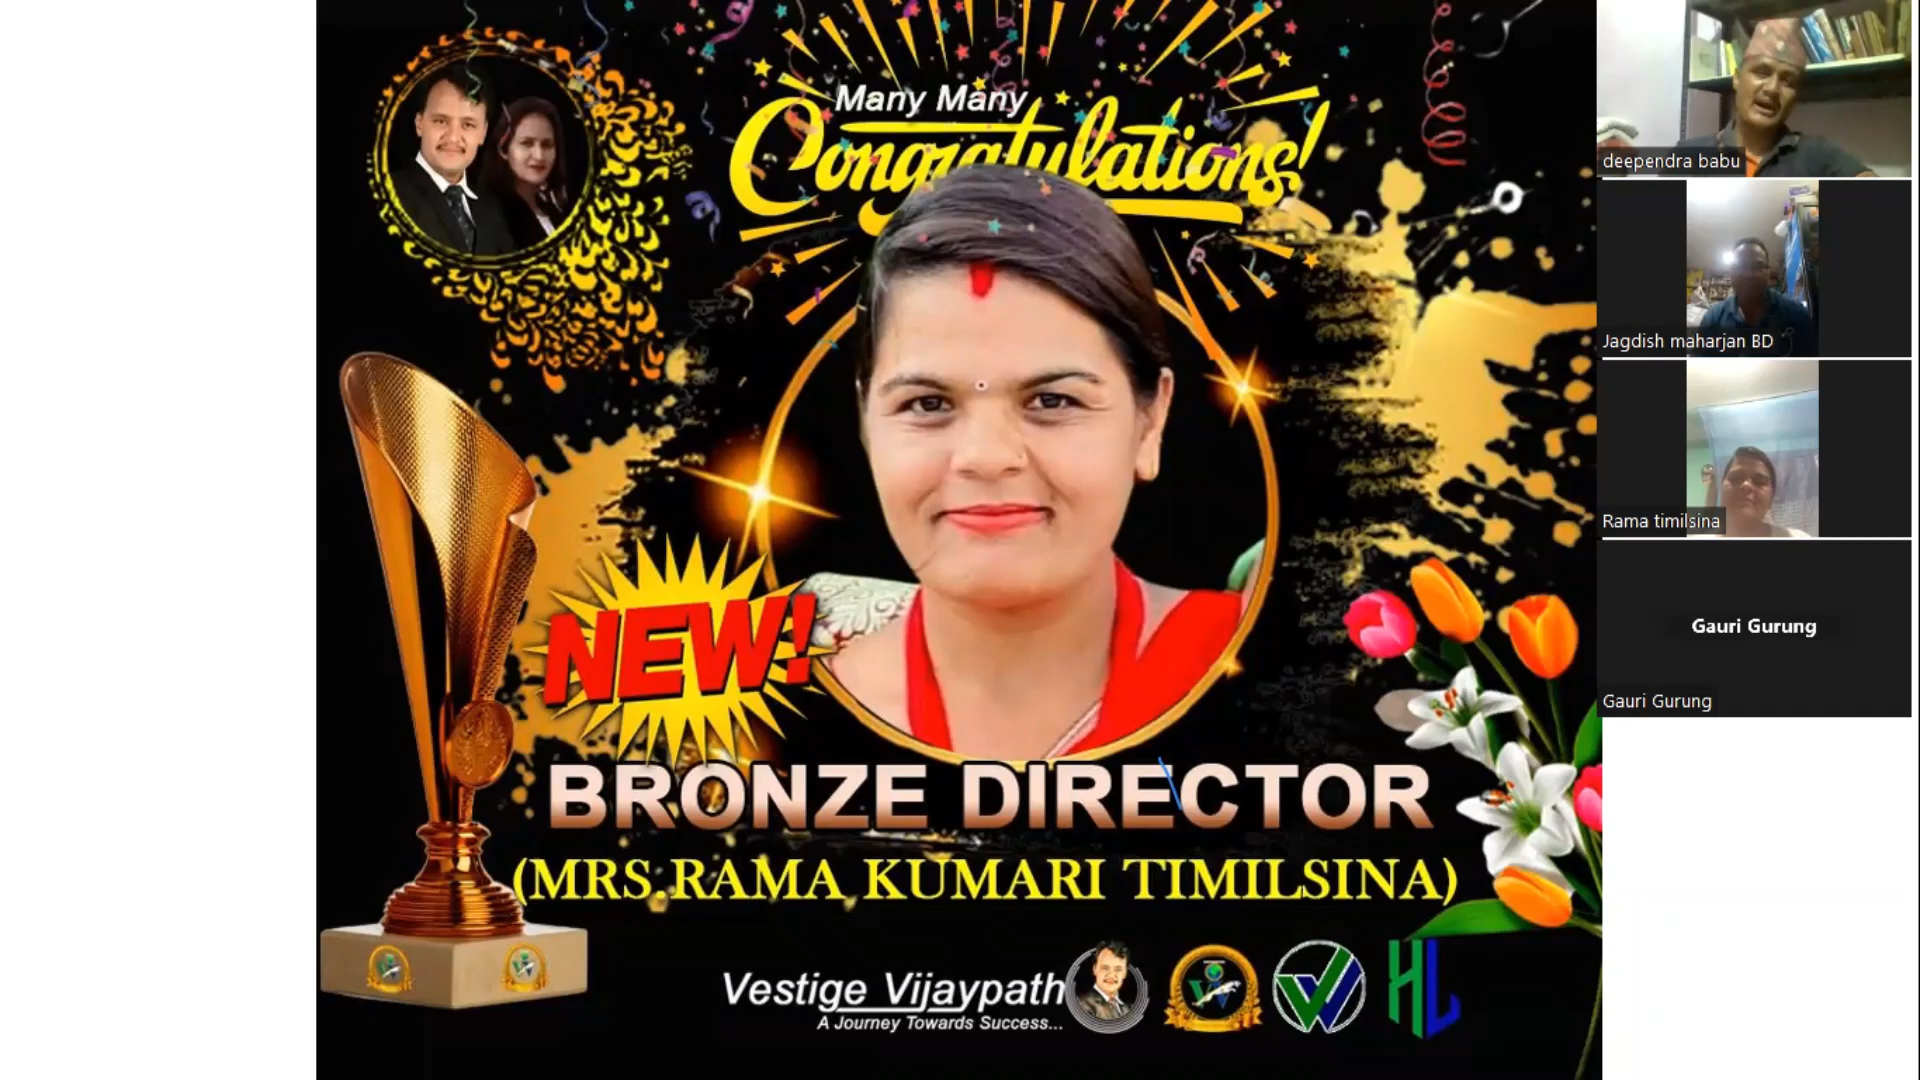 Many Many
Congratulations!
NEW!
BRONZE DIRECTOR
(MRS.RAMA KUMARI TIMILSINA)
Vestige Vijaypath
A Journey Towards Success...
HL
deependra babu
Jagdish maharjan BD
Rama timilsina
Gauri Gurung
Gauri Gurung